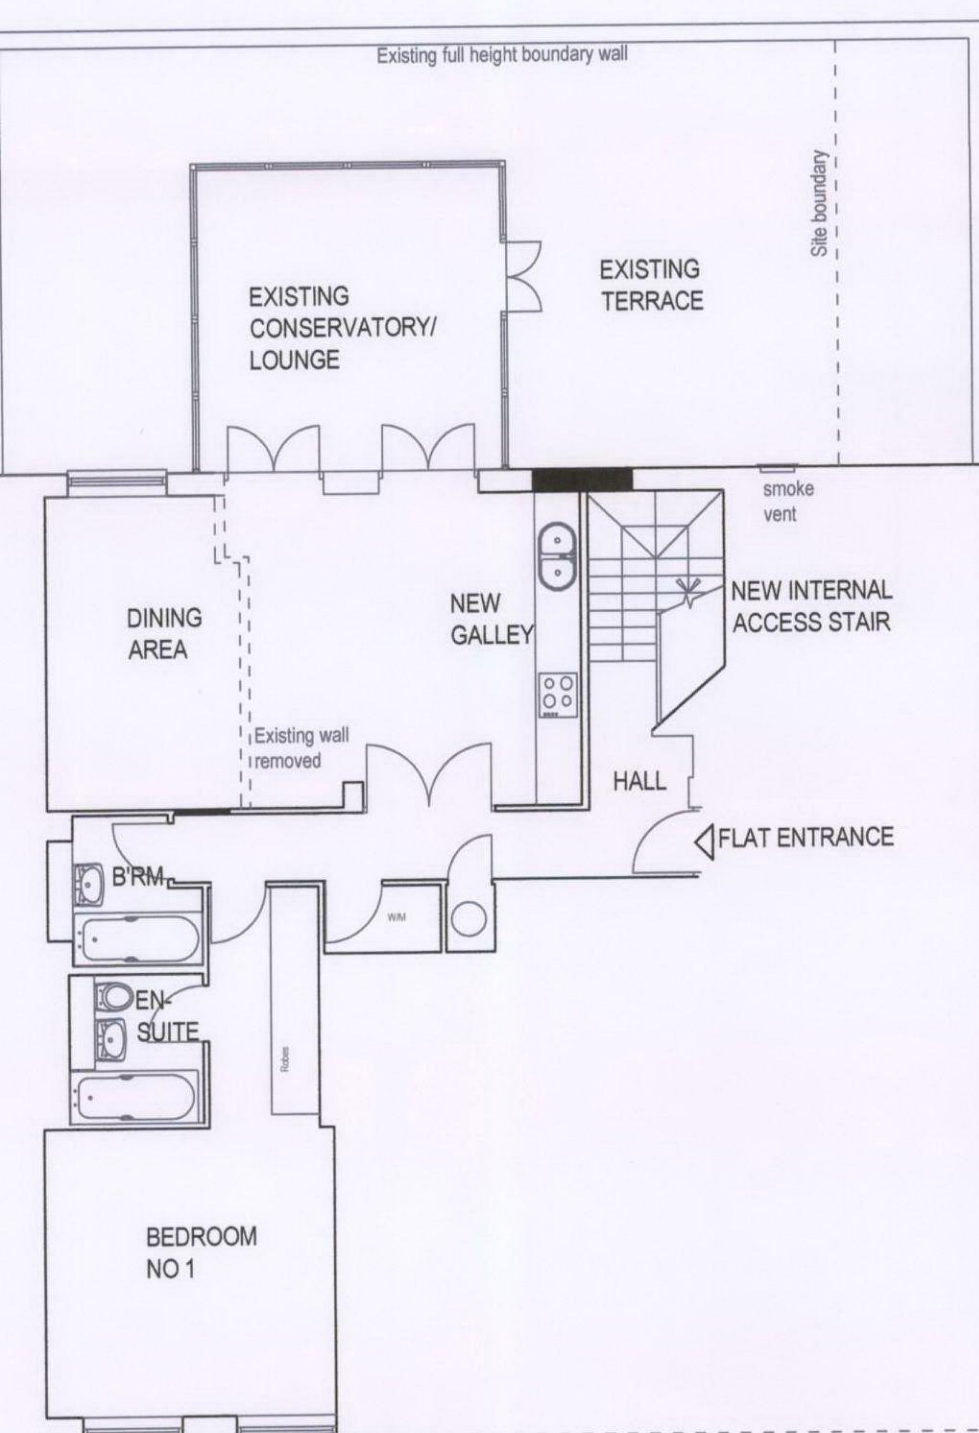 Existing full height boundary wall
Site boundary
EXISTING
CONSERVATORY/
LOUNGE
EXISTING
TERRACE
smoke
vent
DINING
AREA
NEW
GALLEY
NEW INTERNAL
ACCESS STAIR
Existing wall
removed
HALL
FLAT ENTRANCE
B'RM
W/M
EN-
SUITE
Robes
BEDROOM
NO 1